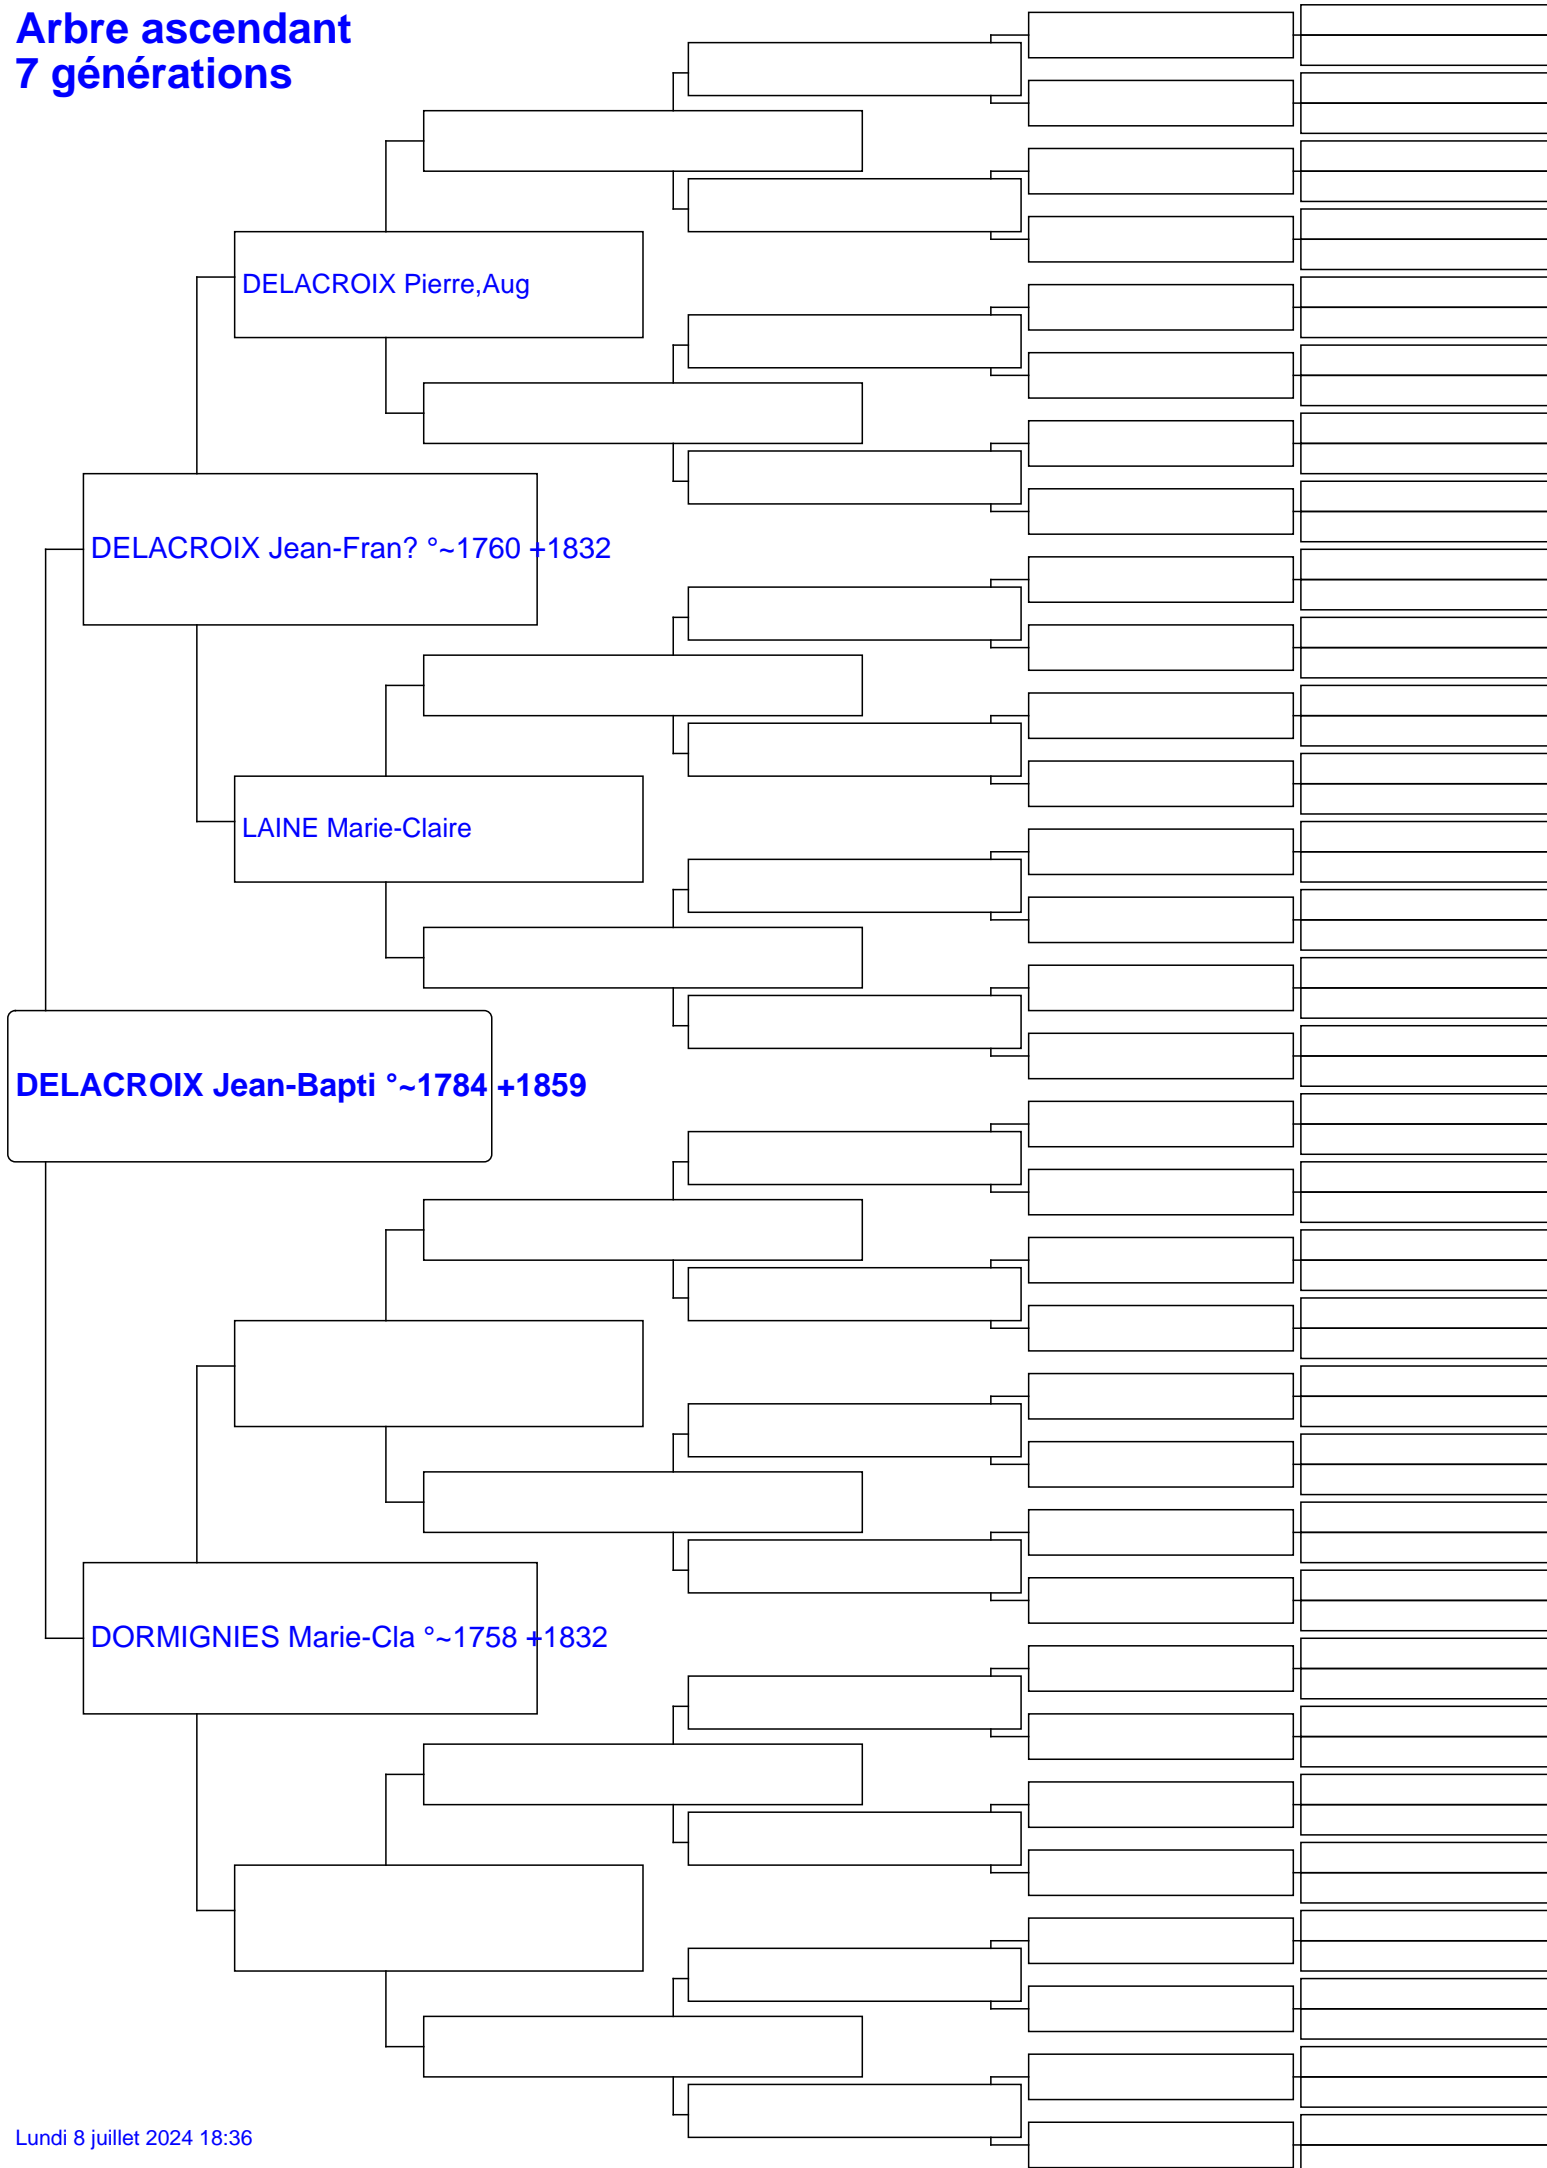 Arbre ascendant
7 générations
DELACROIX Pierre,Aug
DELACROIX Jean-Fran? °~1760 +1832
LAINE Marie-Claire
DELACROIX Jean-Bapti °~1784 +1859
DORMIGNIES Marie-Cla °~1758 +1832
Lundi 8 juillet 2024 18:36